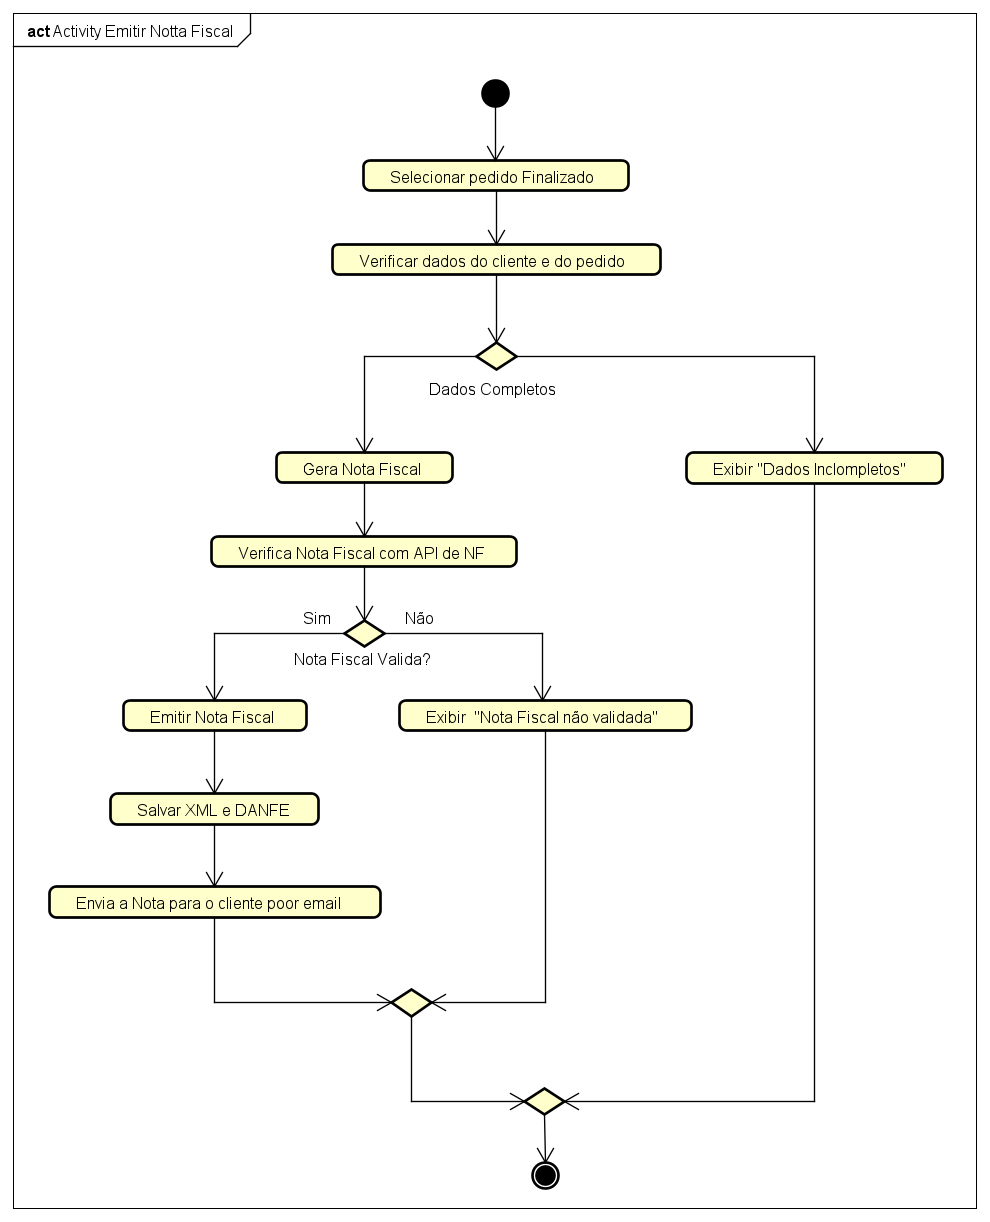 act Activity Emitir Notta Fiscal
Selecionar pedido Finalizado
Verificar dados do cliente e do pedido
Dados Completos
Gera Nota Fiscal
Exibir "Dados Inclompletos"
Verifica Nota Fiscal com API de NF
Sim
Não
Nota Fiscal Valida?
Emitir Nota Fiscal
Exibir "Nota Fiscal não validada"
Salvar XML e DANFE
Envia a Nota para o cliente poor email